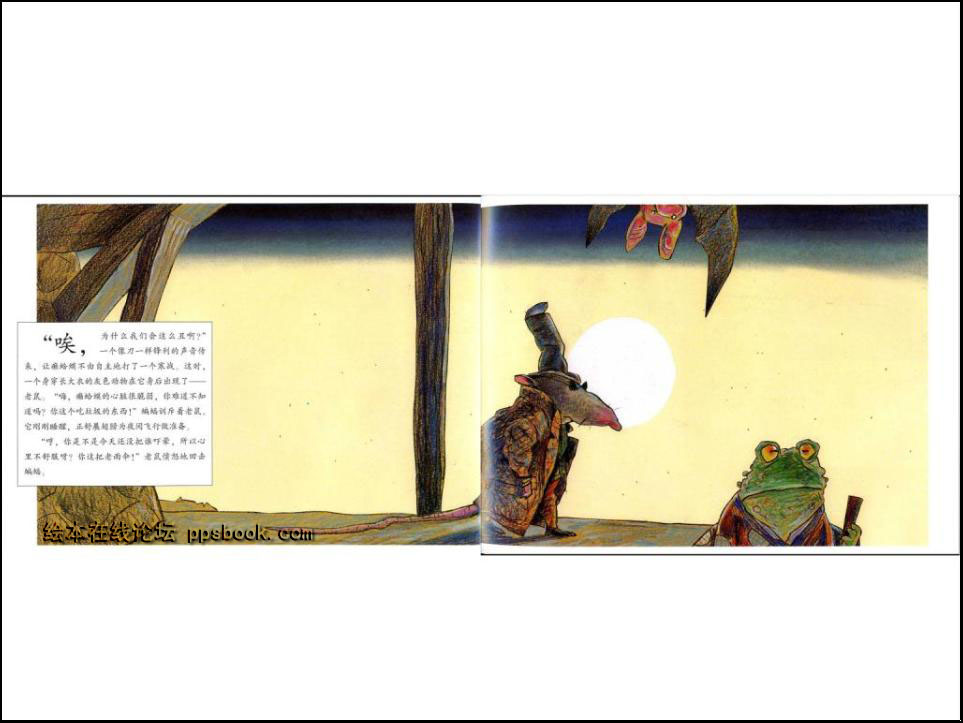 “唉，为什么我们会这么丑啊？”
一个像刀一样锋利的声音传
来，让癞蛤蟆不由自主地打了一个寒战。这时，
一个身穿长大衣的灰色动物在它身后出现了——
老鼠。“嗨，癞蛤蟆的心脏很脆弱，你难道不知
道吗？你这个吃垃圾的东西！”蝙蝠训斥着老鼠。
它刚刚睡醒，正舒展翅膀为夜间飞行做准备。
“哼，你是不是今天还没把谁吓晕，所以心
里不舒服呀？你这把老雨伞！”老鼠愤怒地回击
蝙蝠。
绘本在线论坛 ppsbook.com